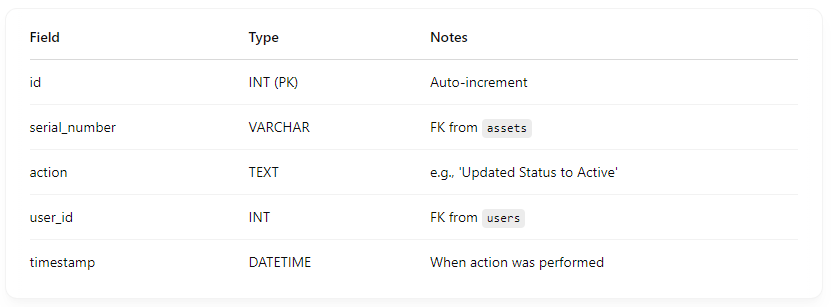 Field Type Notes
id INT (PK) Auto-increment
serial_number VARCHAR FK from assets
action TEXT e.g., 'Updated Status to Active'
user_id INT FK from users
timestamp DATETIME When action was performed